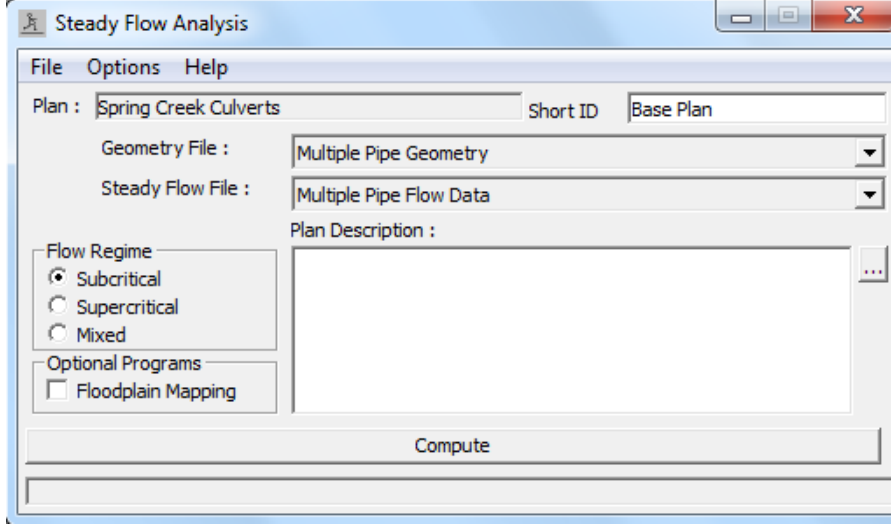 Steady Flow Analysis
File Options Help
Plan : Spring Creek Culverts Short ID Base Plan
Geometry File : Multiple Pipe Geometry
Steady Flow File : Multiple Pipe Flow Data
Plan Description :
Flow Regime
Subcritical
Supercritical
Mixed
Optional Programs
Floodplain Mapping
...
Compute